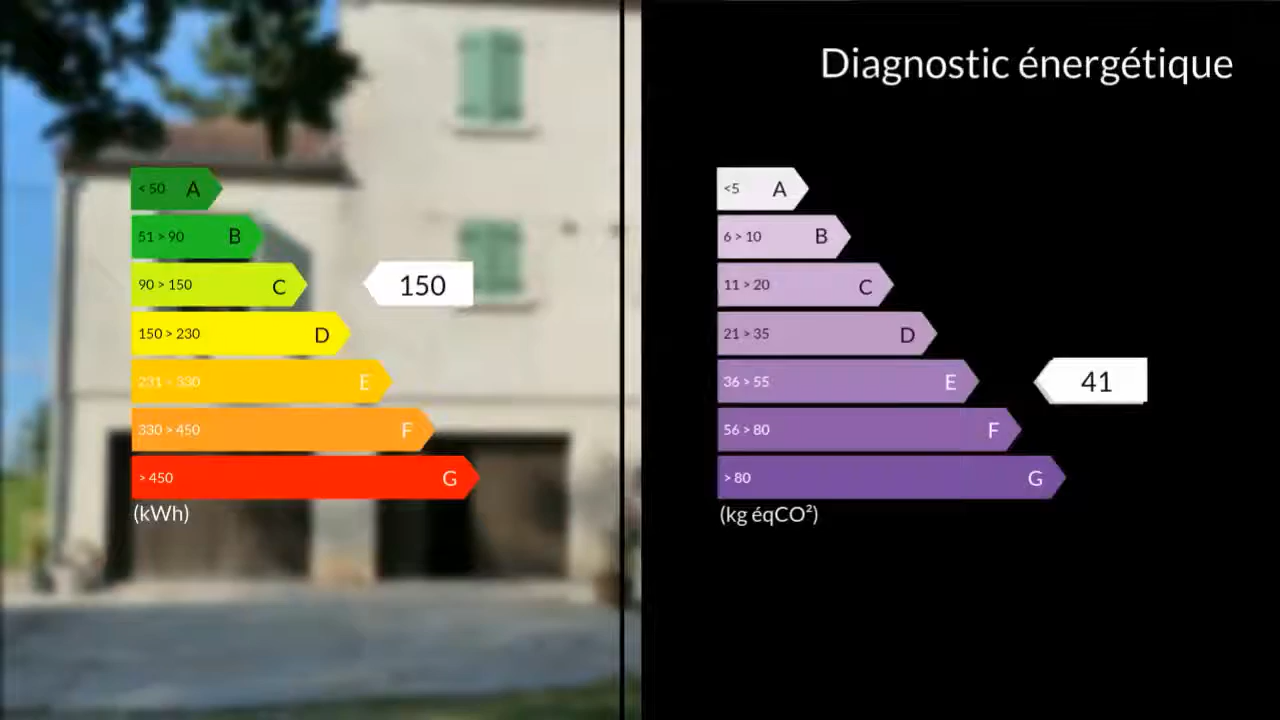 Diagnostic énergétique
< 50 A
51 > 90 B
90 > 150 C
150
150 > 230 D
231 > 330 E
330 > 450 F
> 450 G
(kWh)
<5 A
6 > 10 B
11 > 20 C
21 > 35 D
36 > 55 E
41
56 > 80 F
> 80 G
(kg éqCO²)